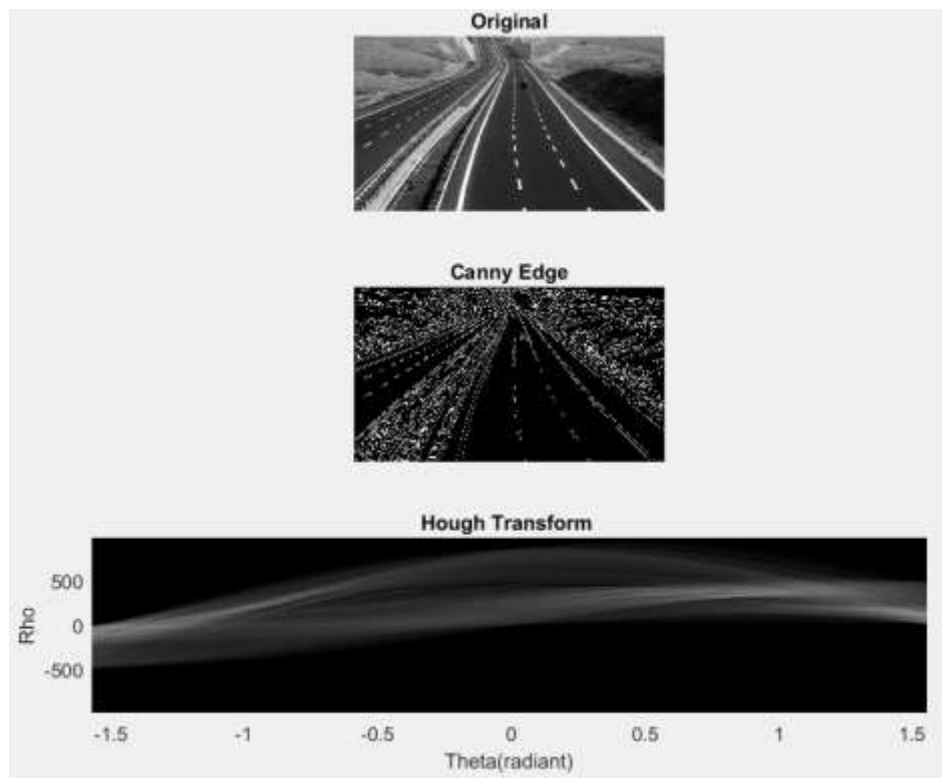 Original
Canny Edge
Hough Transform
500
0
-500
Rho
-1.5 -1 -0.5 0 0.5 1 1.5
Theta(radiant)